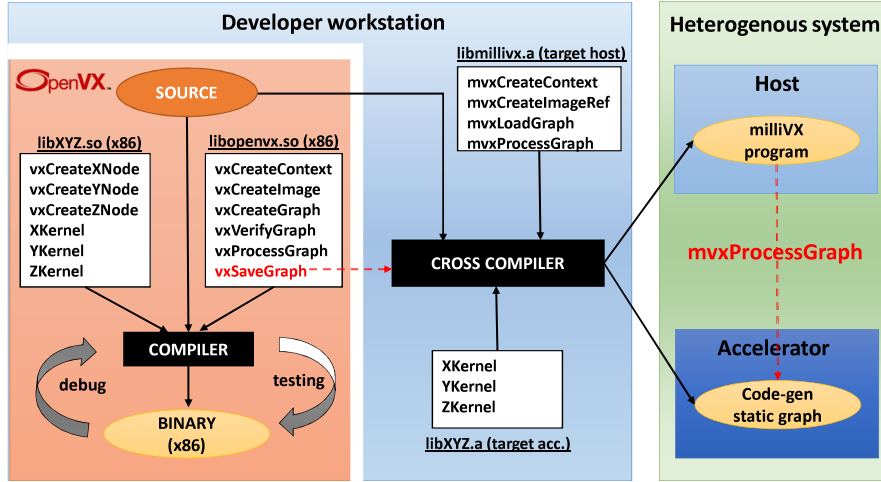 Developer workstation
Heterogenous system
OpenVX™
SOURCE
libXYZ.so (x86)
vxCreateXNode
vxCreateYNode
vxCreateZNode
XKernel
YKernel
ZKernel
libopenvx.so (x86)
vxCreateContext
vxCreateImage
vxCreateGraph
vxVerifyGraph
vxProcessGraph
vxSaveGraph
COMPILER
debug
testing
BINARY
(x86)
libmillivx.a (target host)
mvxCreateContext
mvxCreateImageRef
mvxLoadGraph
mvxProcessGraph
CROSS COMPILER
XKernel
YKernel
ZKernel
libXYZ.a (target acc.)
Host
milliVX
program
mvxProcessGraph
Accelerator
Code-gen
static graph